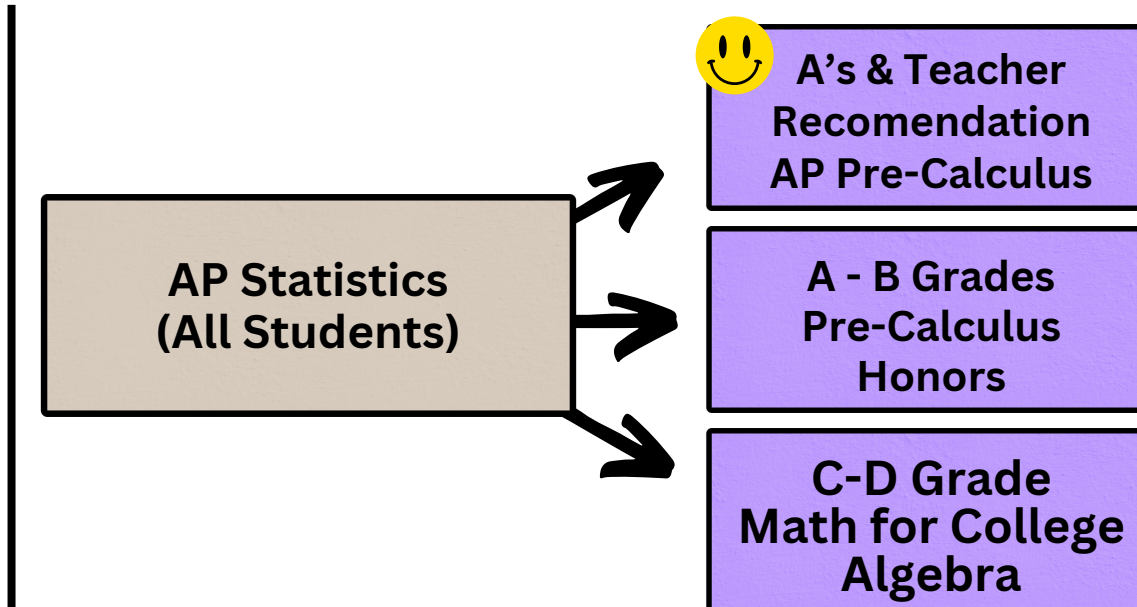 AP Statistics
(All Students)
A's & Teacher
Recomendation
AP Pre-Calculus
A - B Grades
Pre-Calculus
Honors
C-D Grade
Math for College
Algebra